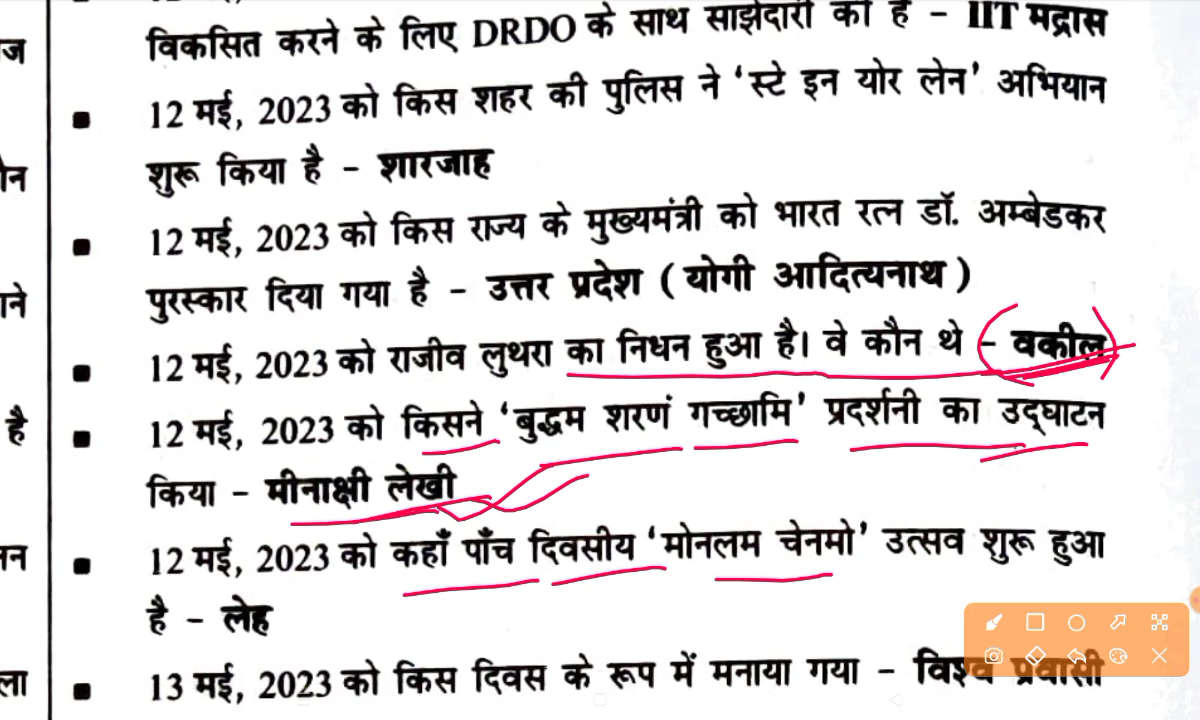 विकसित करने के लिए DRDO के साथ साझेदारी की है – IIT मद्रास
ज
■ 12 मई, 2023 को किस शहर की पुलिस ने ‘स्टे इन योर लेन’ अभियान
शुरू किया है – शारजाह
■ 12 मई, 2023 को किस राज्य के मुख्यमंत्री को भारत रत्न डॉ. अम्बेडकर
पुरस्कार दिया गया है – उत्तर प्रदेश ( योगी आदित्यनाथ )
ाने
■ 12 मई, 2023 को राजीव लुथरा का निधन हुआ है। वे कौन थे – वकील
है
■ 12 मई, 2023 को किसने ‘बुद्धम शरणं गच्छामि’ प्रदर्शनी का उद्घाटन
किया – मीनाक्षी लेखी
■ 12 मई, 2023 को कहाँ पाँच दिवसीय ‘मोनलम चेनमो’ उत्सव शुरू हुआ
है – लेह
ला
■ 13 मई, 2023 को किस दिवस के रूप में मनाया गया – विश्व प्रवासी